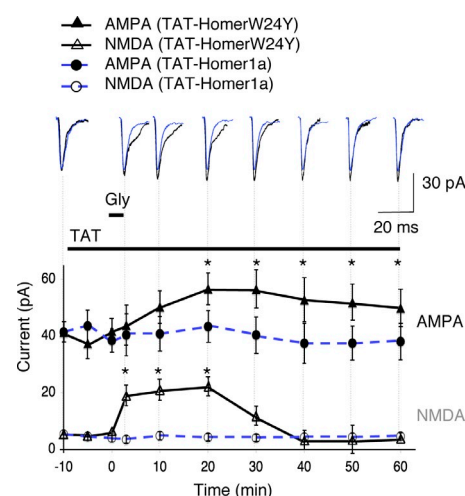 AMPA (TAT-HomerW24Y)
NMDA (TAT-HomerW24Y)
AMPA (TAT-Homer1a)
NMDA (TAT-Homer1a)
30 pA
20 ms
Gly
TAT
* * * * *
60
40
20
0
Current (pA)
AMPA
* * *
NMDA
-10 0 10 20 30 40 50 60
Time (min)